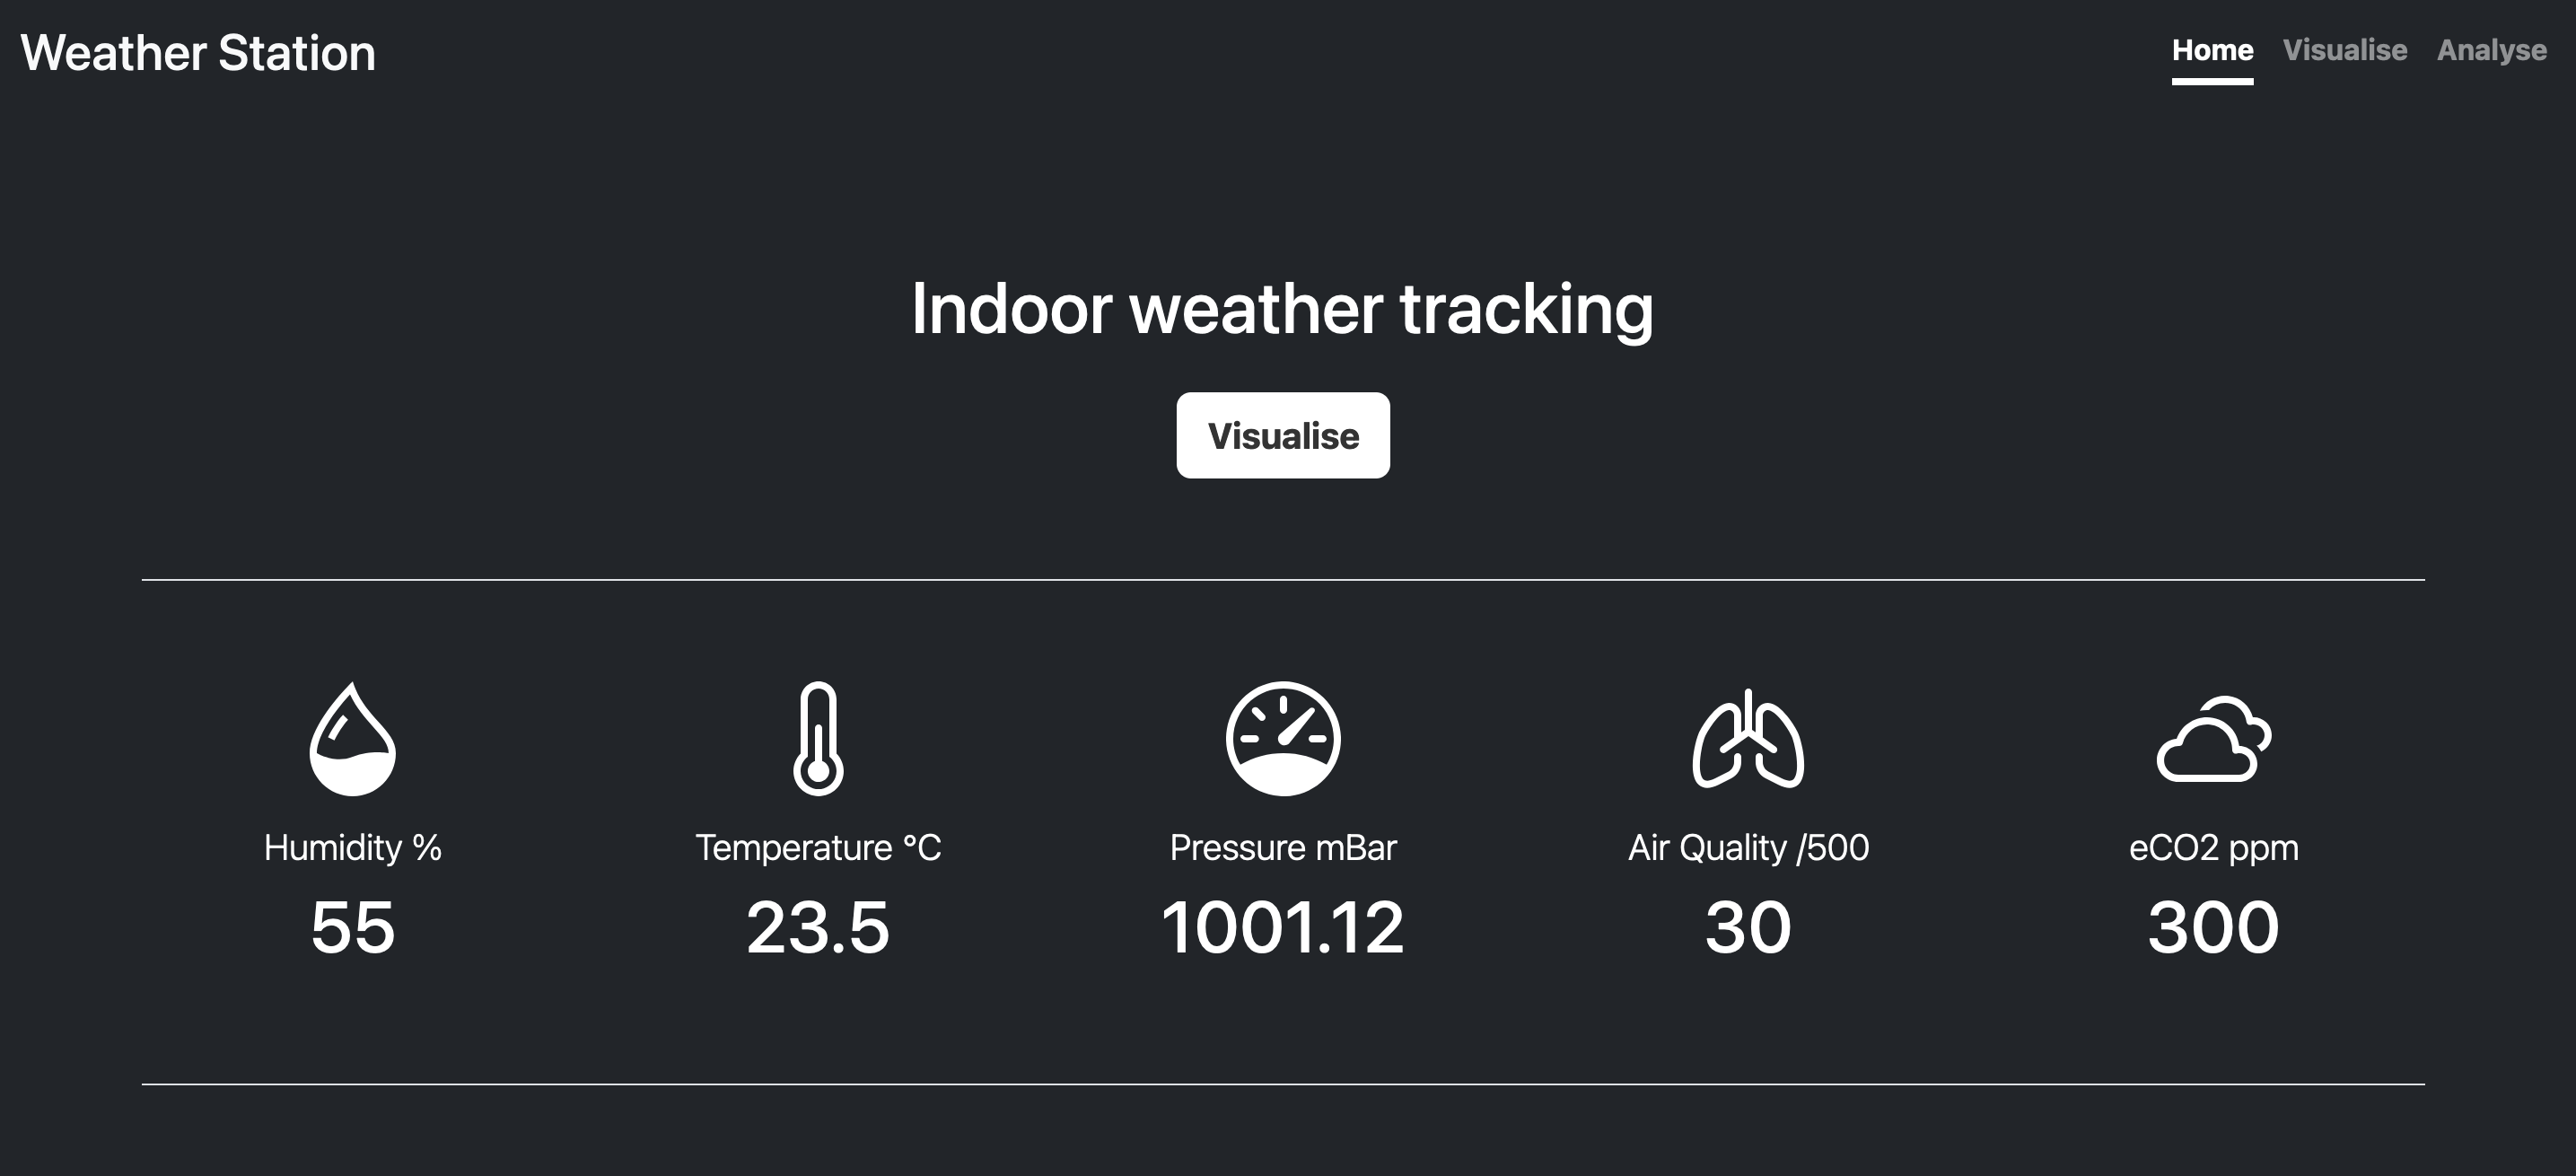 Weather Station
Home Visualise Analyse
Indoor weather tracking
Visualise
Humidity % Temperature °C Pressure mBar Air Quality /500 eCO2 ppm
55 23.5 1001.12 30 300